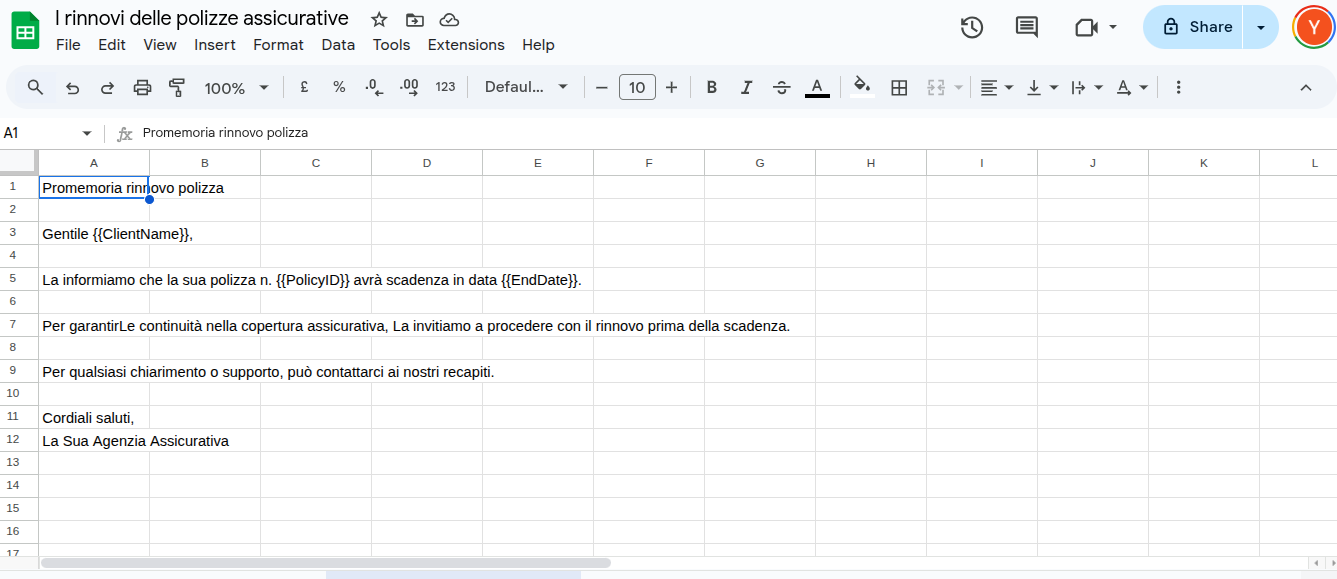 I rinnovi delle polizze assicurative
File Edit View Insert Format Data Tools Extensions Help
Share
Y
100% £ % .0 .00 123 Defaul... 10 B I A A
A1 fx Promemoria rinnovo polizza
A B C D E F G H I J K L
1 Promemoria rinnovo polizza
2
3 Gentile {{ClientName}},
4
5 La informiamo che la sua polizza n. {{PolicyID}} avrà scadenza in data {{EndDate}}.
6
7 Per garantirLe continuità nella copertura assicurativa, La invitiamo a procedere con il rinnovo prima della scadenza.
8
9 Per qualsiasi chiarimento o supporto, può contattarci ai nostri recapiti.
10
11 Cordiali saluti,
12 La Sua Agenzia Assicurativa
13
14
15
16
17